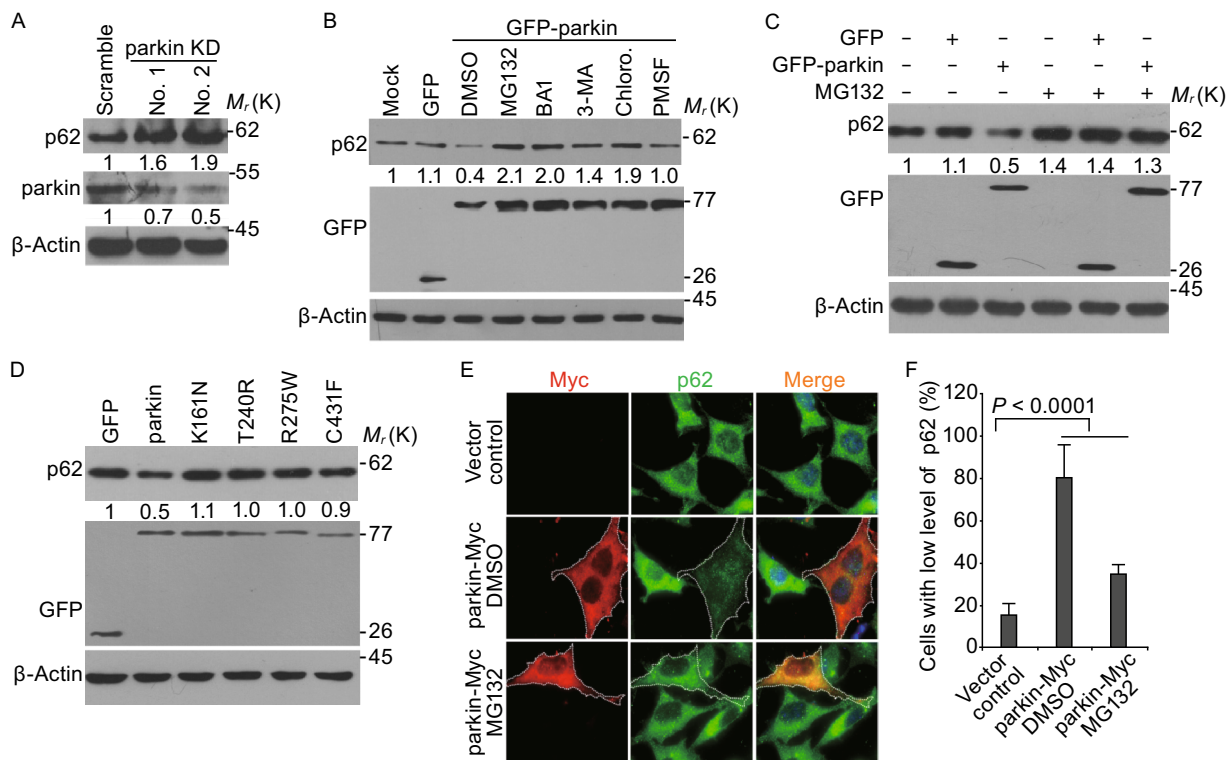 A
Scramble
parkin KD
No. 1
No. 2
Mr (K)
p62
-62
1 1.6 1.9
-55
parkin
1 0.7 0.5
-45
β-Actin
B
GFP-parkin
Mock
GFP
DMSO
MG132
BA1
3-MA
Chloro.
PMSF
Mr (K)
p62
-62
1 1.1 0.4 2.1 2.0 1.4 1.9 1.0
-77
GFP
-26
-45
β-Actin
C
GFP − + − − + −
GFP-parkin − − + − − +
MG132 − − − + + + Mr (K)
p62
-62
1 1.1 0.5 1.4 1.4 1.3
GFP
-77
-26
-45
β-Actin
D
GFP
parkin
K161N
T240R
R275W
C431F
Mr (K)
p62
-62
1 0.5 1.1 1.0 1.0 0.9
-77
GFP
-26
-45
β-Actin
E
Myc p62 Merge
Vector
control
parkin-Myc
DMSO
parkin-Myc
MG132
F
Cells with low level of p62 (%)
120
100
80
60
40
20
0
P < 0.0001
Vector
control
parkin-Myc
DMSO
parkin-Myc
MG132